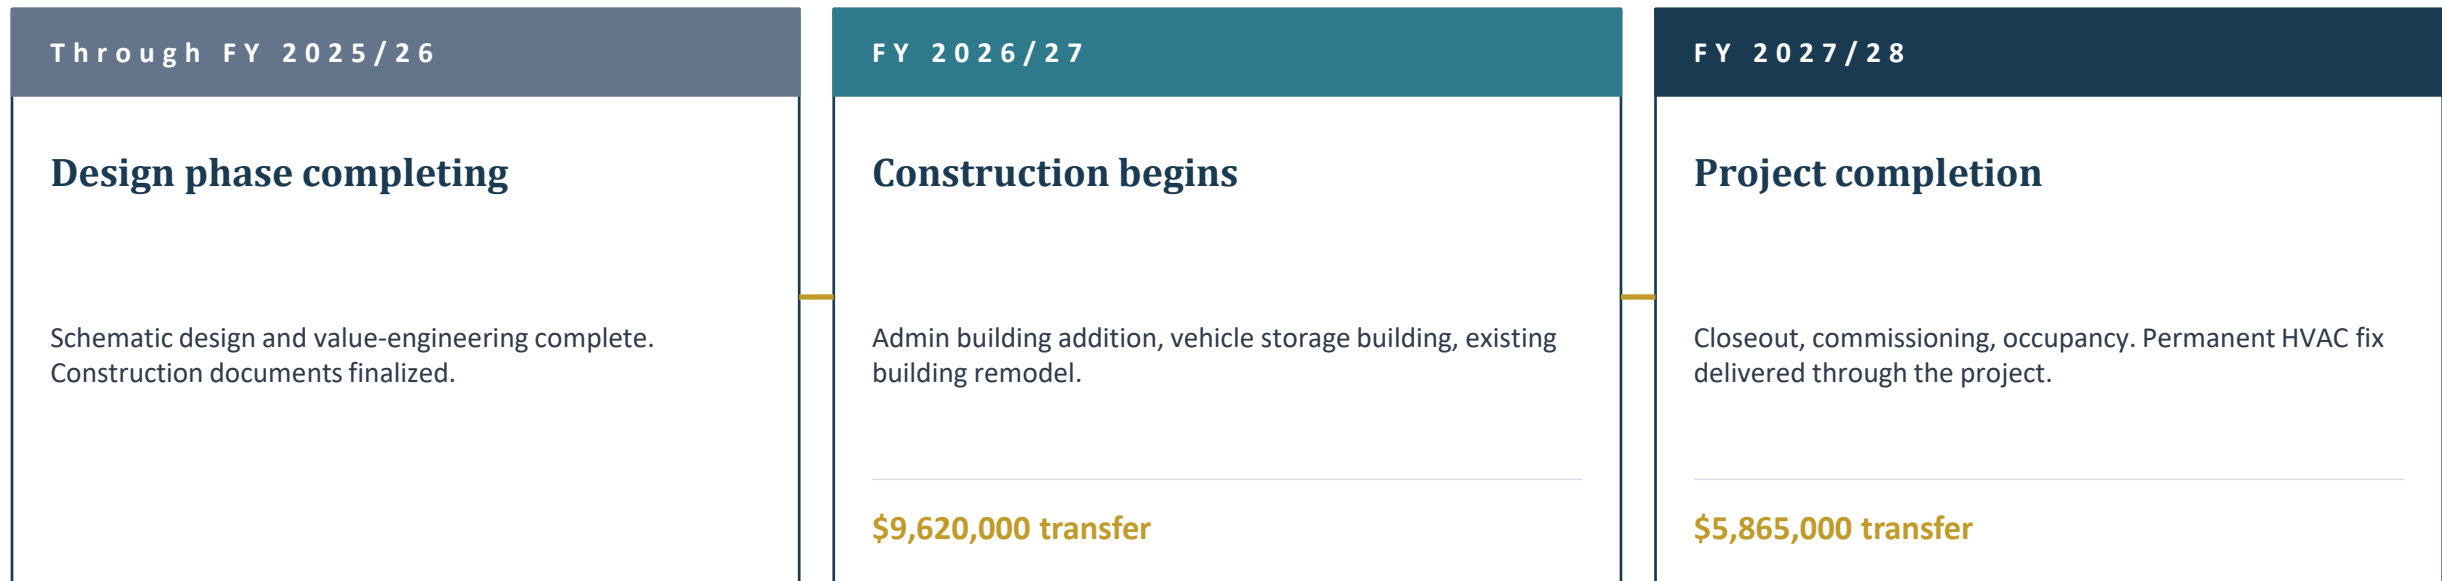 Through FY 2025/26
Design phase completing
Schematic design and value-engineering complete.
Construction documents finalized.
FY 2026/27
Construction begins
Admin building addition, vehicle storage building, existing
building remodel.
$9,620,000 transfer
FY 2027/28
Project completion
Closeout, commissioning, occupancy. Permanent HVAC fix
delivered through the project.
$5,865,000 transfer